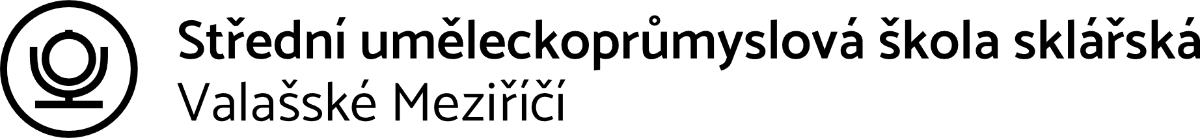 Střední uměleckoprůmyslová škola sklářská
Valašské Meziříčí